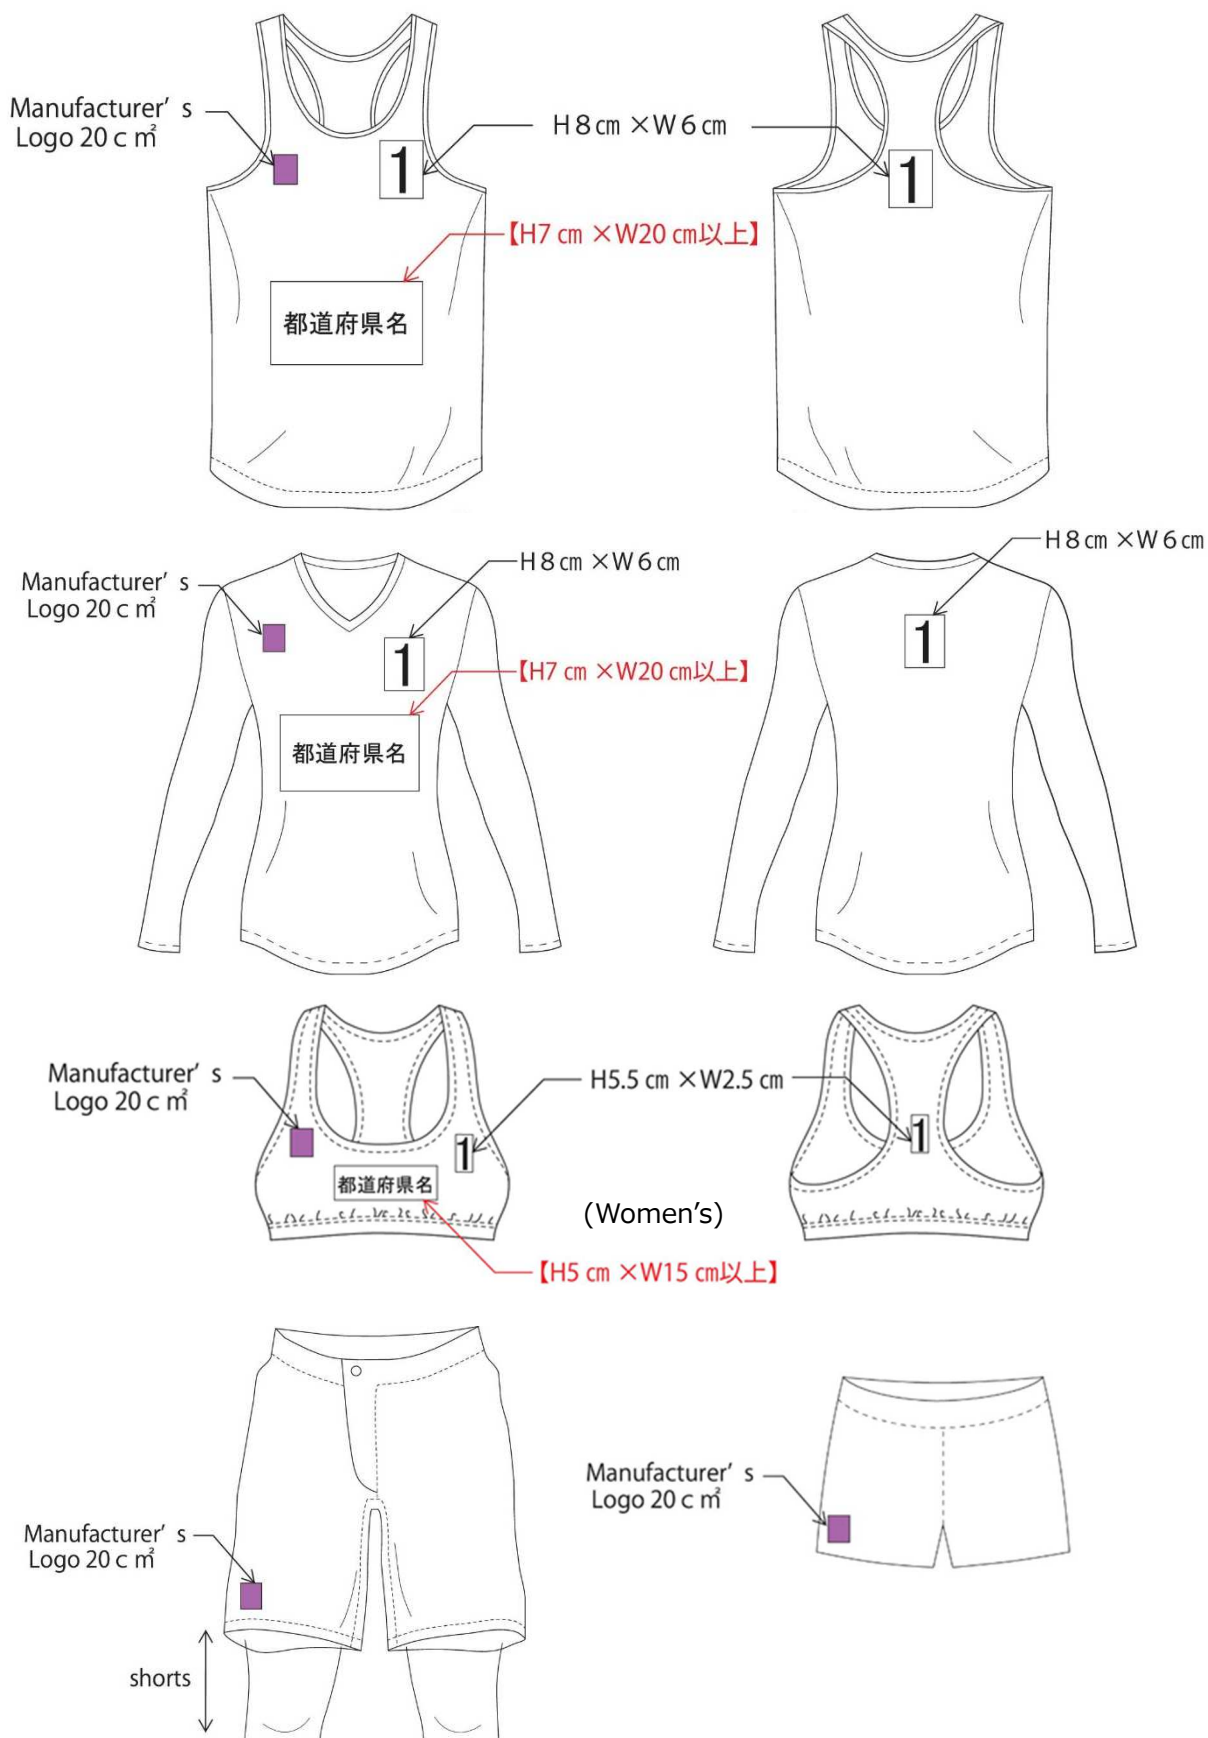 Manufacturer’ s
Logo 20 c ㎡
1
H 8 ㎝ ×W 6 ㎝
1
【H7 ㎝ ×W20 ㎝以上】
都道府県名
Manufacturer’ s
Logo 20 c ㎡
H 8 ㎝ ×W 6 ㎝
H 8 ㎝ ×W 6 ㎝
1
1
【H7 ㎝ ×W20 ㎝以上】
都道府県名
Manufacturer’ s
Logo 20 c ㎡
H5.5 ㎝ ×W2.5 ㎝
1
1
都道府県名
(Women’s)
【H5 ㎝ ×W15 ㎝以上】
Manufacturer’ s
Logo 20 c ㎡
Manufacturer’ s
Logo 20 c ㎡
shorts